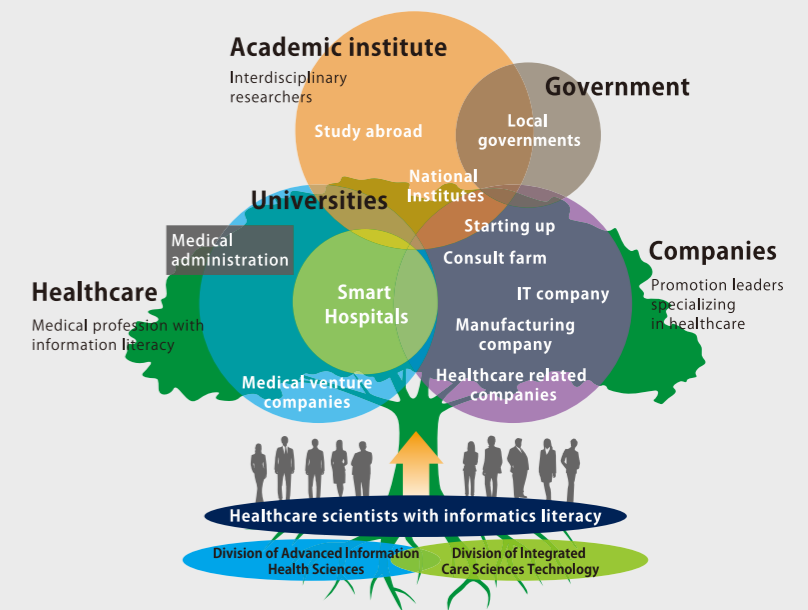 Academic institute
Interdisciplinary
researchers
Government
Study abroad
Local
governments
National
Institutes
Universities
Starting up
Medical
administration
Consult farm
Companies
Promotion leaders
specializing
in healthcare
Healthcare
Medical profession with
information literacy
Smart
Hospitals
IT company
Manufacturing
company
Medical venture
companies
Healthcare related
companies
Healthcare scientists with informatics literacy
Division of Advanced Information
Health Sciences
Division of Integrated
Care Sciences Technology